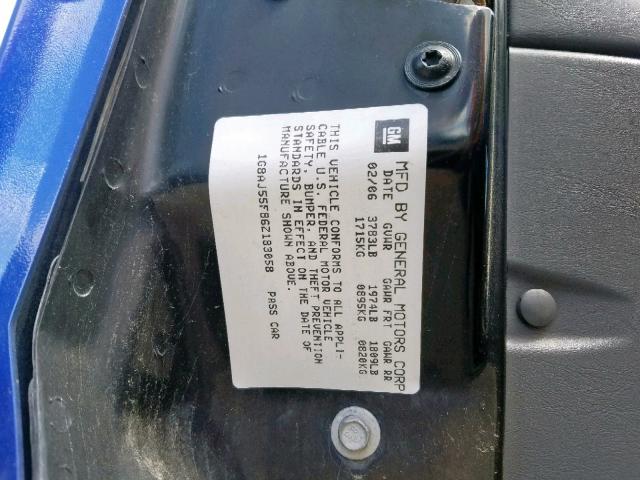 GM
MFD BY GENERAL MOTORS CORP
DATE GVWR GAWR FRT GAWR RR
02/06 3783LB 1974LB 1809LB
1715KG 0895KG 0820KG
THIS VEHICLE CONFORMS TO ALL APPLI-
CABLE U.S. FEDERAL MOTOR VEHICLE
SAFETY, BUMPER, AND THEFT PREVENTION
STANDARDS IN EFFECT ON THE DATE OF
MANUFACTURE SHOWN ABOVE.
1G8AJ55F86Z183058 PASS CAR